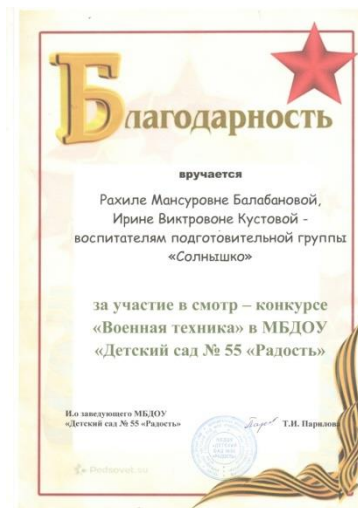 Благодарность
вручается
Рахиле Мансуровне Балабановой,
Ирине Виктровоне Кустовой -
воспитателям подготовительной группы
«Солнышко»
за участие в смотр – конкурсе
«Военная техника» в МБДОУ
«Детский сад № 55 «Радость»
И.о заведующего МБДОУ
«Детский сад № 55 «Радость»
Т.И. Парилова